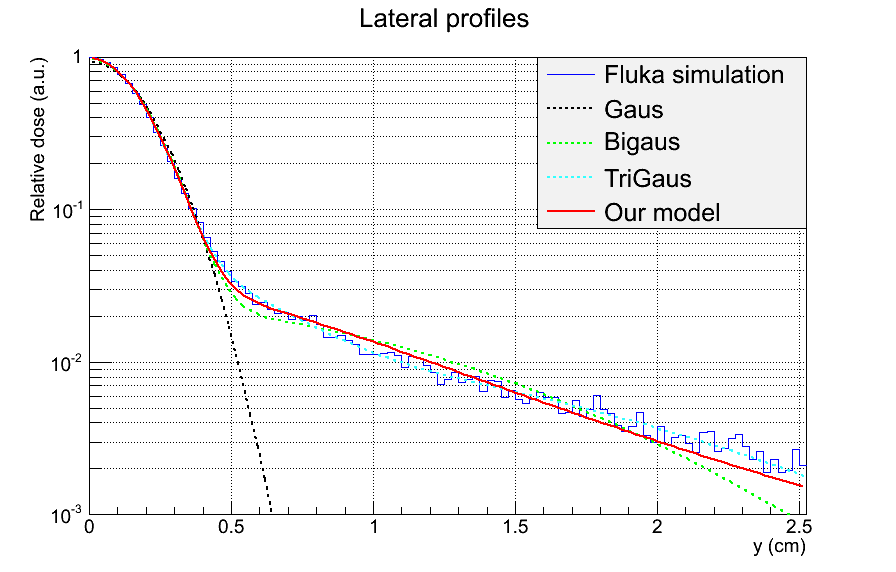 Lateral profiles
Relative dose (a.u.)
Fluka simulation
Gaus
Bigaus
TriGaus
Our model
1
10⁻¹
10⁻²
10⁻³
0 0.5 1 1.5 2 2.5
y (cm)